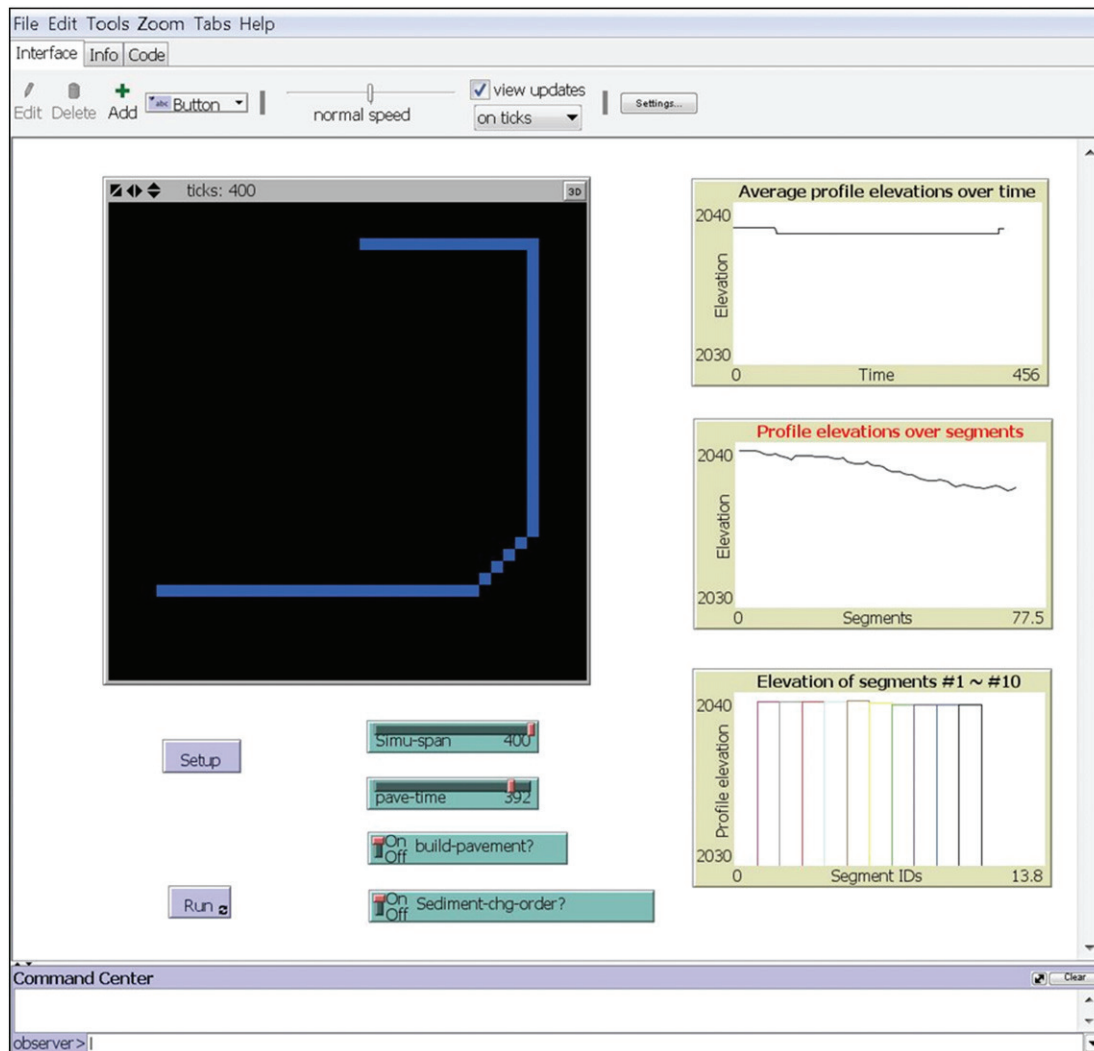 File Edit Tools Zoom Tabs Help
Interface Info Code
Edit Delete Add abc Button normal speed view updates on ticks Settings...
ticks: 400 3D
Average profile elevations over time
2040
Elevation
2030
0 Time 456
Profile elevations over segments
2040
Elevation
2030
0 Segments 77.5
Elevation of segments #1 ~ #10
2040
Profile elevation
2030
0 Segment IDs 13.8
Setup
Simu-span 400
pave-time 392
On
Off
build-pavement?
Run
On
Off
Sediment-chg-order?
Command Center Clear
observer>